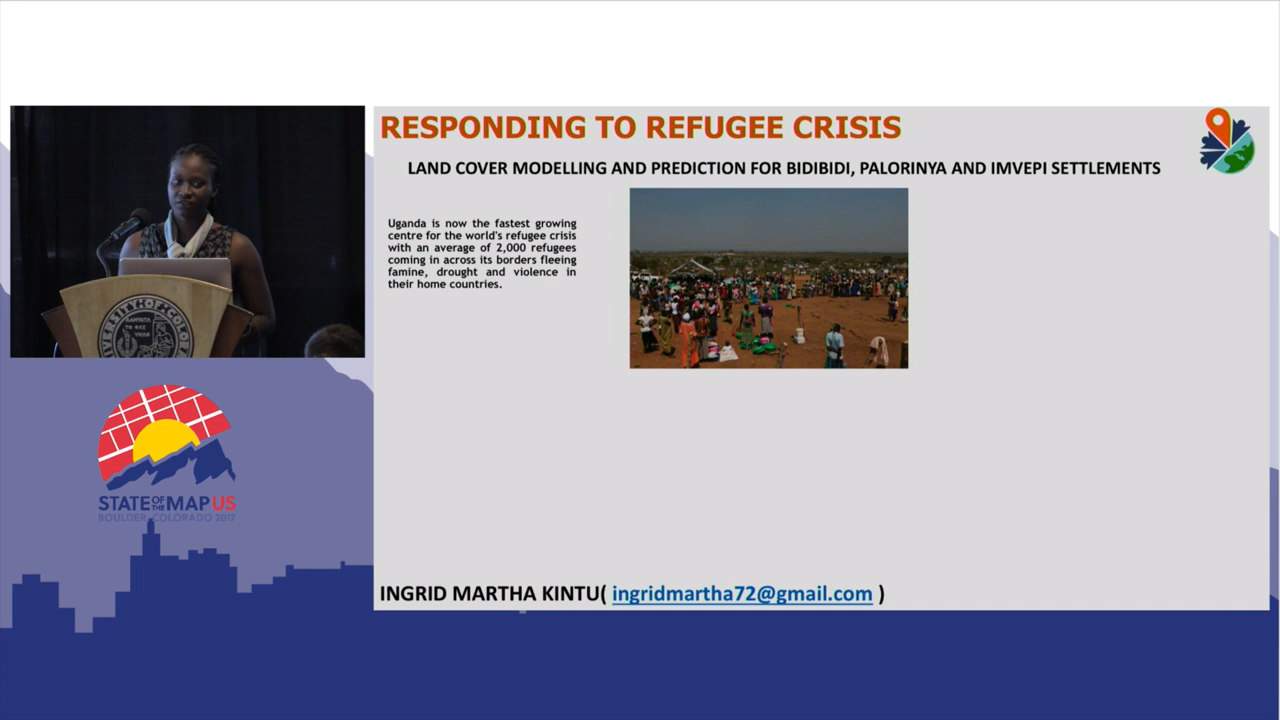 RESPONDING TO REFUGEE CRISIS
LAND COVER MODELLING AND PREDICTION FOR BIDIBIDI, PALORINYA AND IMVEPI SETTLEMENTS
Uganda is now the fastest growing
centre for the world's refugee crisis
with an average of 2,000 refugees
coming in across its borders fleeing
famine, drought and violence in
their home countries.
INGRID MARTHA KINTU( ingridmartha72@gmail.com )
STATE OF THE MAP US
BOULDER, COLORADO 2017